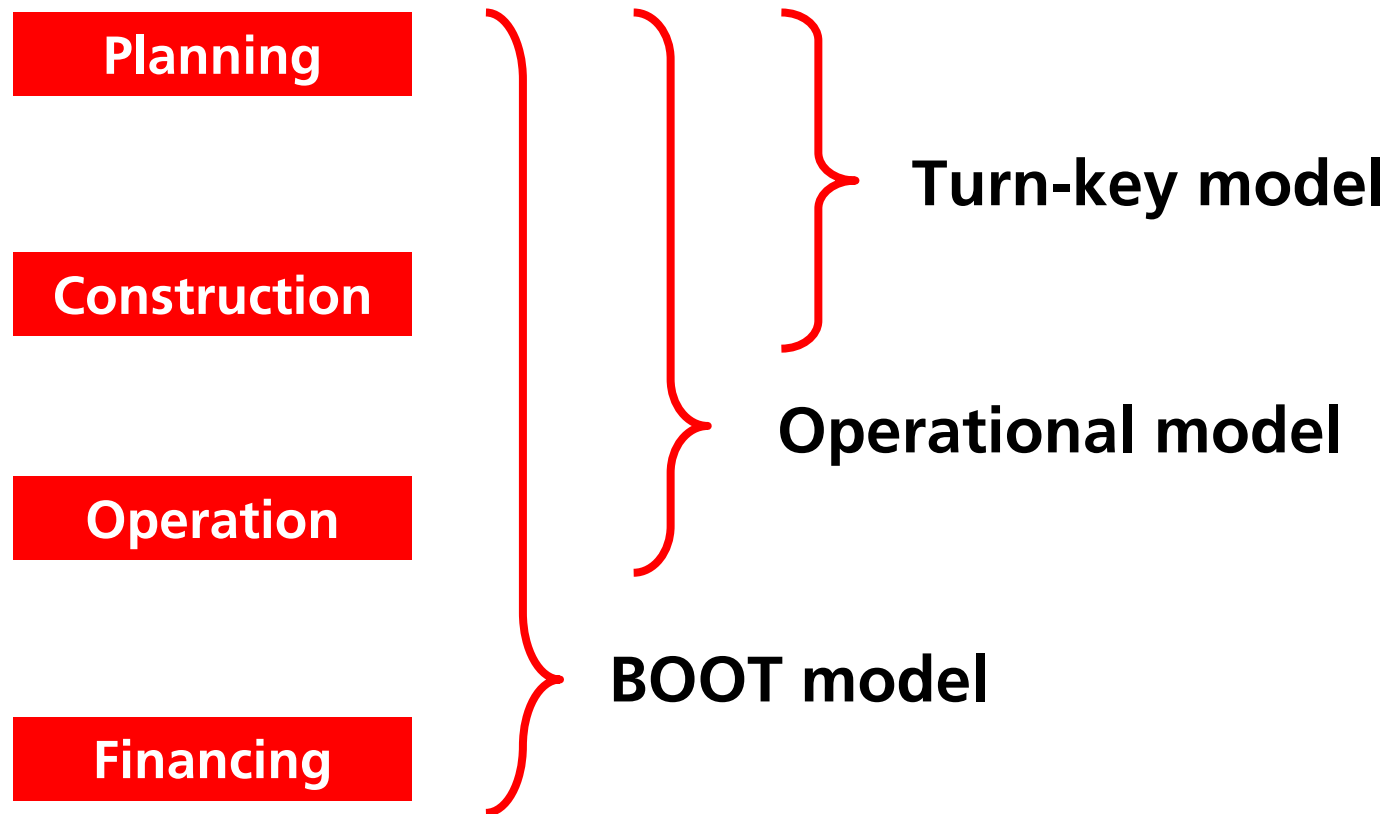 Planning
Turn-key model
Construction
Operational model
Operation
BOOT model
Financing